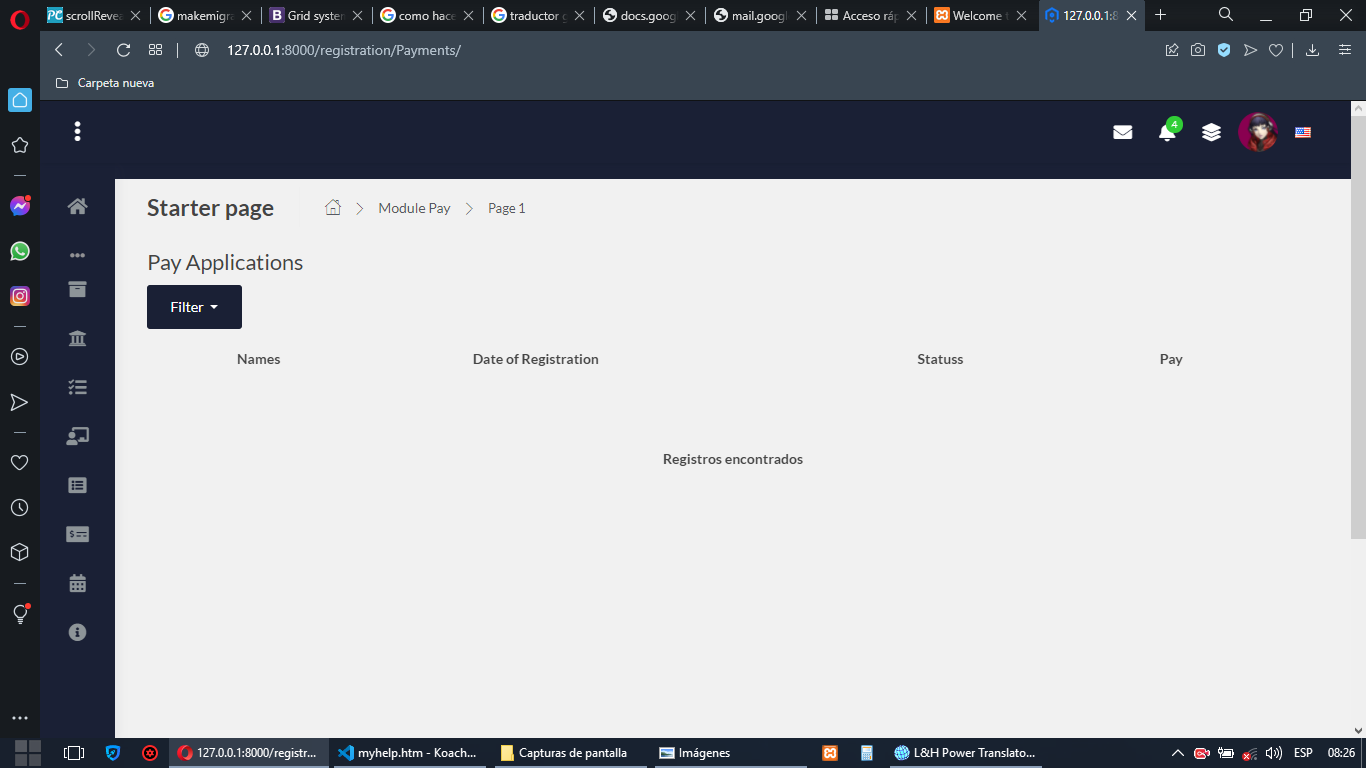 scrollRevea
makemigra
Grid system
como hace
traductor g
docs.googl
mail.googl
Acceso ráp
Welcome t
127.0.0.1:8
127.0.0.1:8000/registration/Payments/
Carpeta nueva
4
Starter page
Module Pay
Page 1
Pay Applications
Filter
Names
Date of Registration
Statuss
Pay
Registros encontrados
127.0.0.1:8000/registr...
myhelp.htm - Koach...
Capturas de pantalla
Imágenes
L&H Power Translato...
ESP
08:26